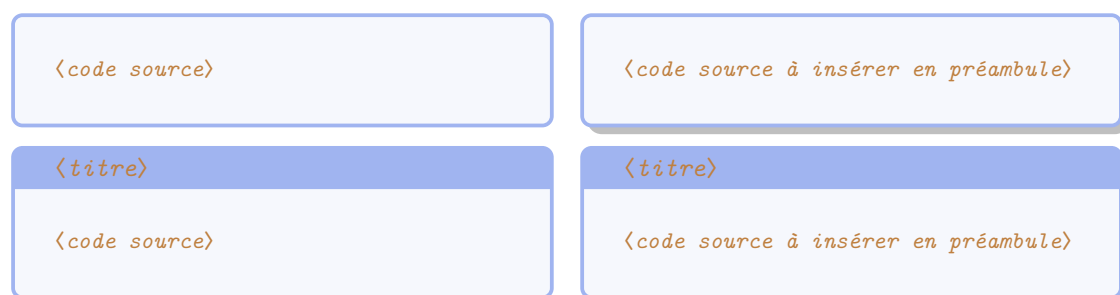 ⟨code source⟩
⟨code source à insérer en préambule⟩
⟨titre⟩
⟨code source⟩
⟨titre⟩
⟨code source à insérer en préambule⟩